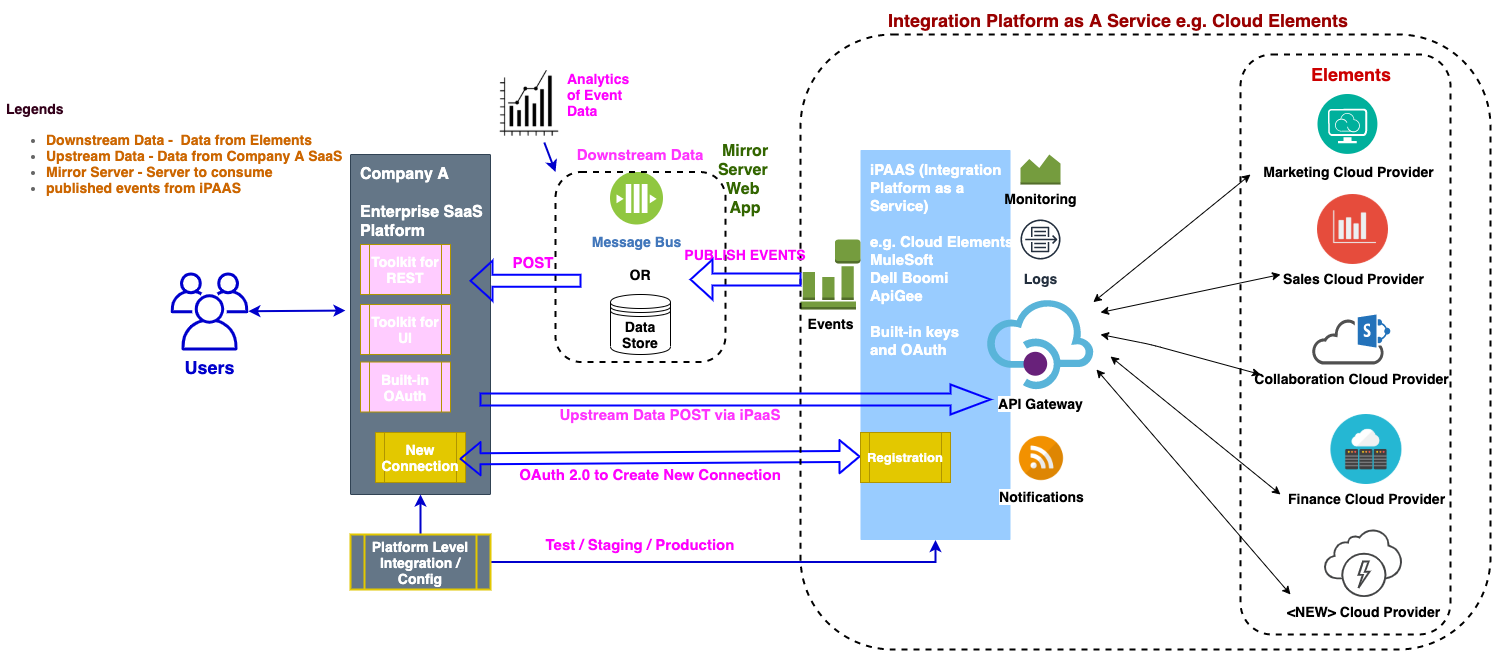 Integration Platform as A Service e.g. Cloud Elements
Legends
Downstream Data -  Data from Elements
Upstream Data - Data from Company A SaaS
Mirror Server - Server to consume
published events from iPAAS
Users
Company A
Enterprise SaaS
Platform
Toolkit for
REST
Toolkit for
UI
Built-in
OAuth
New
Connection
Platform Level
Integration /
Config
Analytics
of Event
Data
Downstream Data
Mirror
Server
Web
App
Message Bus
OR
Data
Store
POST
PUBLISH EVENTS
Events
Upstream Data POST via iPaaS
OAuth 2.0 to Create New Connection
Test / Staging / Production
iPAAS (Integration
Platform as a
Service)
e.g. Cloud Elements
MuleSoft
Dell Boomi
ApiGee
Built-in keys
and OAuth
Registration
Monitoring
Logs
API Gateway
Notifications
Elements
Marketing Cloud Provider
Sales Cloud Provider
S
Collaboration Cloud Provider
Finance Cloud Provider
<NEW> Cloud Provider